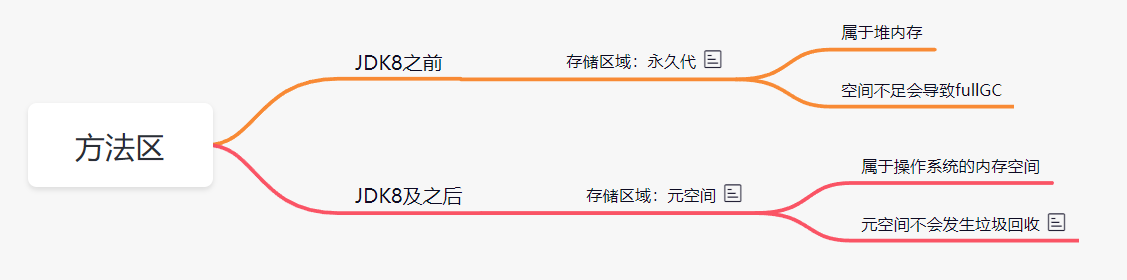 方法区
JDK8之前
存储区域：永久代
属于堆内存
空间不足会导致fullGC
JDK8及之后
存储区域：元空间
属于操作系统的内存空间
元空间不会发生垃圾回收